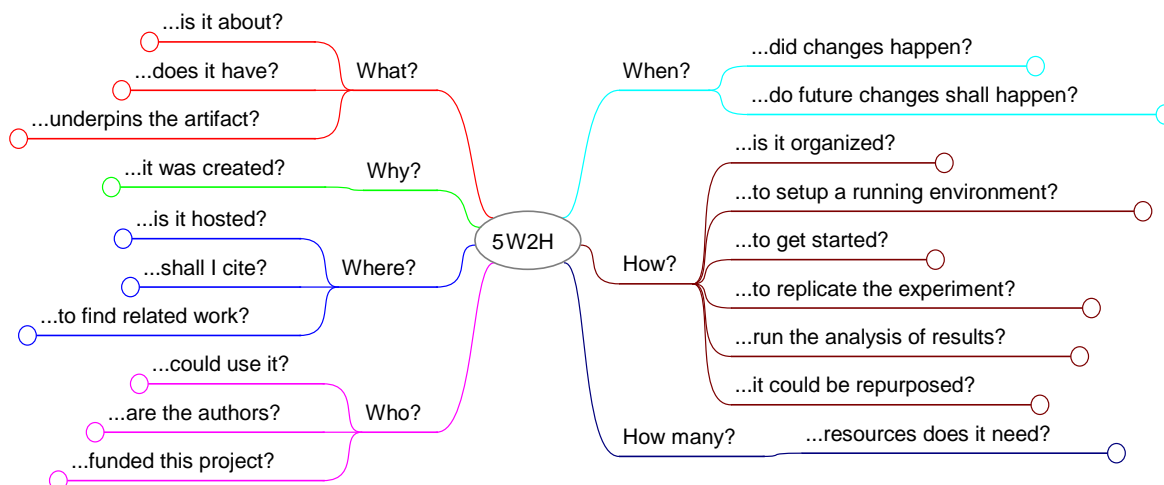 ...is it about?
...does it have?
What?
...underpins the artifact?
...it was created?
Why?
...is it hosted?
...shall I cite?
Where?
...to find related work?
...could use it?
...are the authors?
Who?
...funded this project?
5W2H
...did changes happen?
When?
...do future changes shall happen?
...is it organized?
...to setup a running environment?
...to get started?
How?
...to replicate the experiment?
...run the analysis of results?
...it could be repurposed?
How many?
...resources does it need?